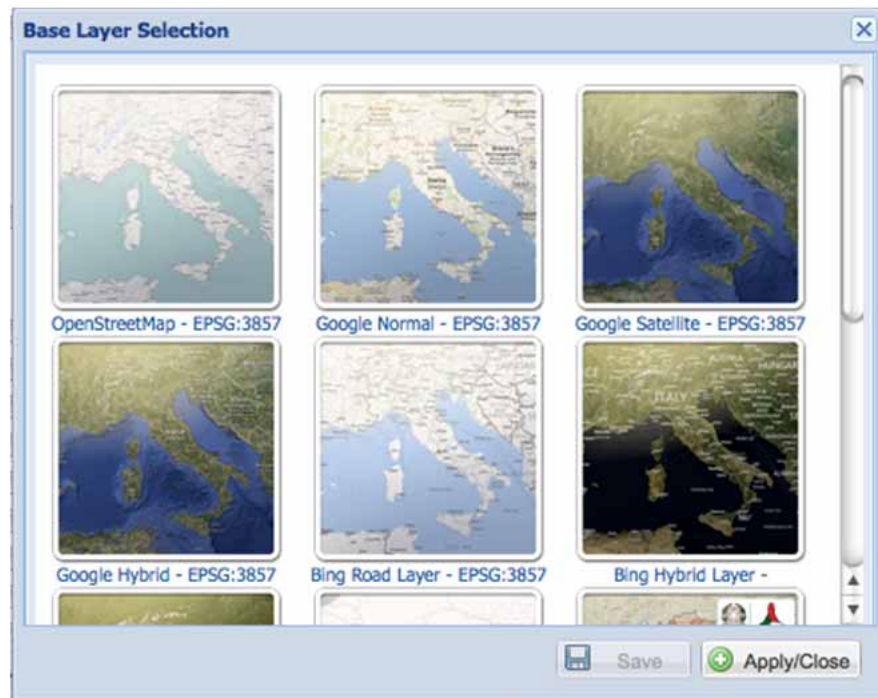 Base Layer Selection
OpenStreetMap - EPSG:3857
Google Normal - EPSG:3857
Google Satellite - EPSG:3857
ITALY
Google Hybrid - EPSG:3857
Bing Road Layer - EPSG:3857
Bing Hybrid Layer -
Save
Apply/Close